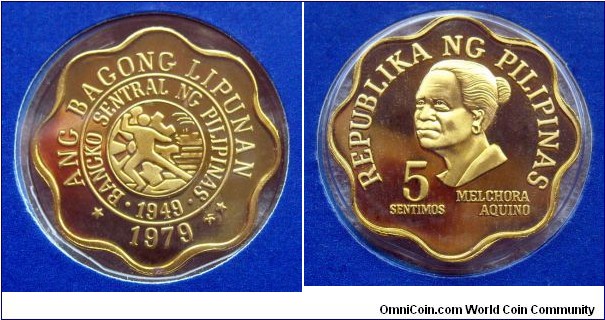 ANG BAGONG LIPUNAN
BANGKO SENTRAL NG PILIPINAS
· 1949 ·
1979
REPUBLIKA NG PILIPINAS
5
SENTIMOS
MELCHORA
AQUINO
OmniCoin.com World Coin Community